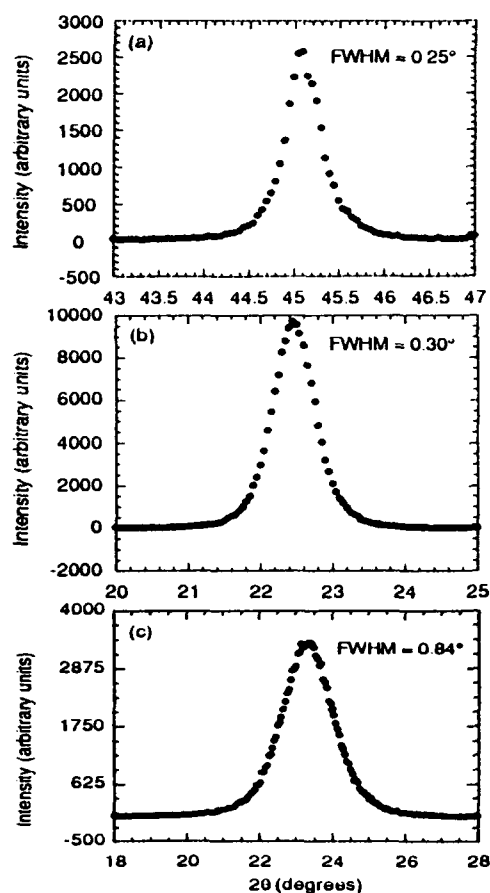 (a)
FWHM = 0.25°
3000
2500
2000
1500
1000
500
0
-500
Intensity (arbitrary units)
43 43.5 44 44.5 45 45.5 46 46.5 47
(b)
FWHM = 0.30°
10000
8000
6000
4000
2000
0
-2000
Intensity (arbitrary units)
20 21 22 23 24 25
(c)
FWHM = 0.84°
4000
2875
1750
625
-500
Intensity (arbitrary units)
18 20 22 24 26 28
2θ (degrees)